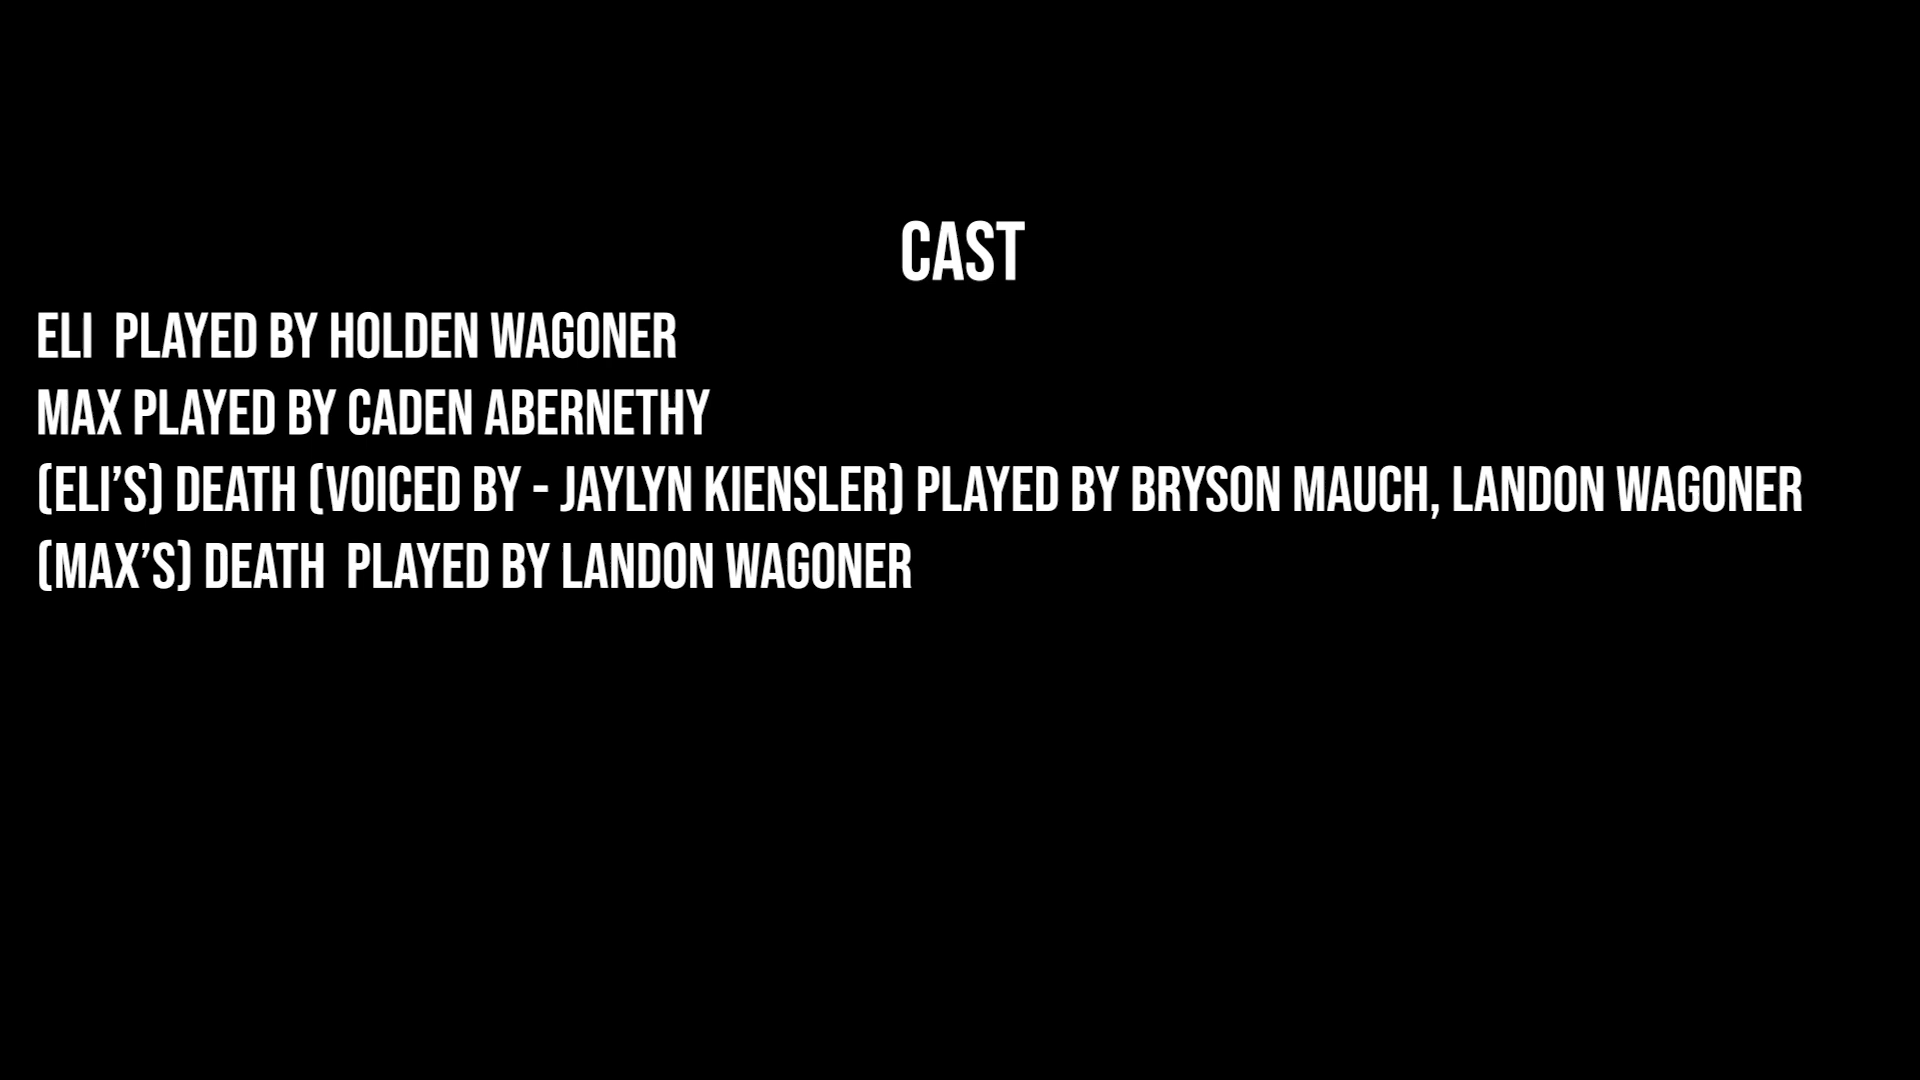 CAST
ELI PLAYED BY HOLDEN WAGONER
MAX PLAYED BY CADEN ABERNETHY
(ELI’S) DEATH (VOICED BY - JAYLYN KIENSLER) PLAYED BY BRYSON MAUCH, LANDON WAGONER
(MAX’S) DEATH PLAYED BY LANDON WAGONER